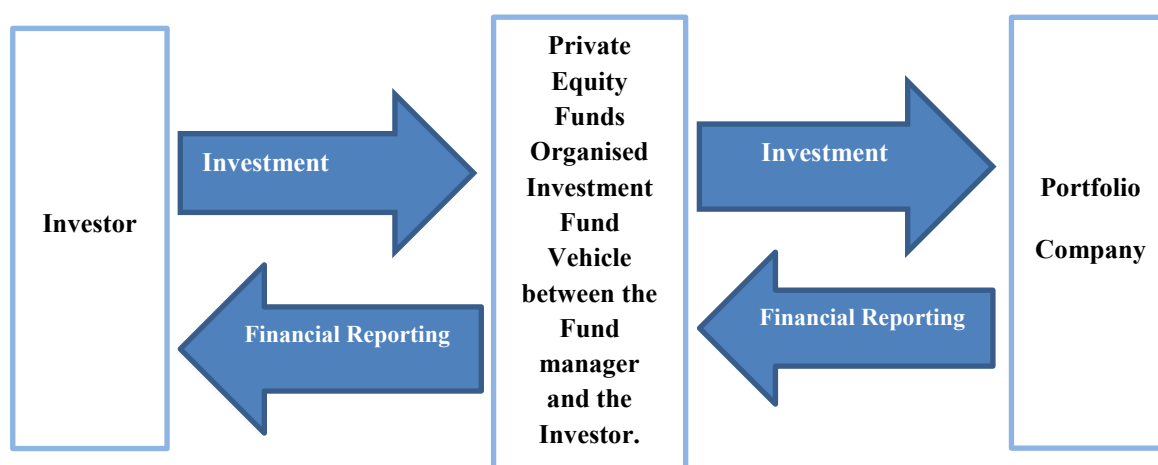 Investor
Investment
Financial Reporting
Private
Equity
Funds
Organised
Investment
Fund
Vehicle
between the
Fund
manager
and the
Investor.
Investment
Financial Reporting
Portfolio
Company